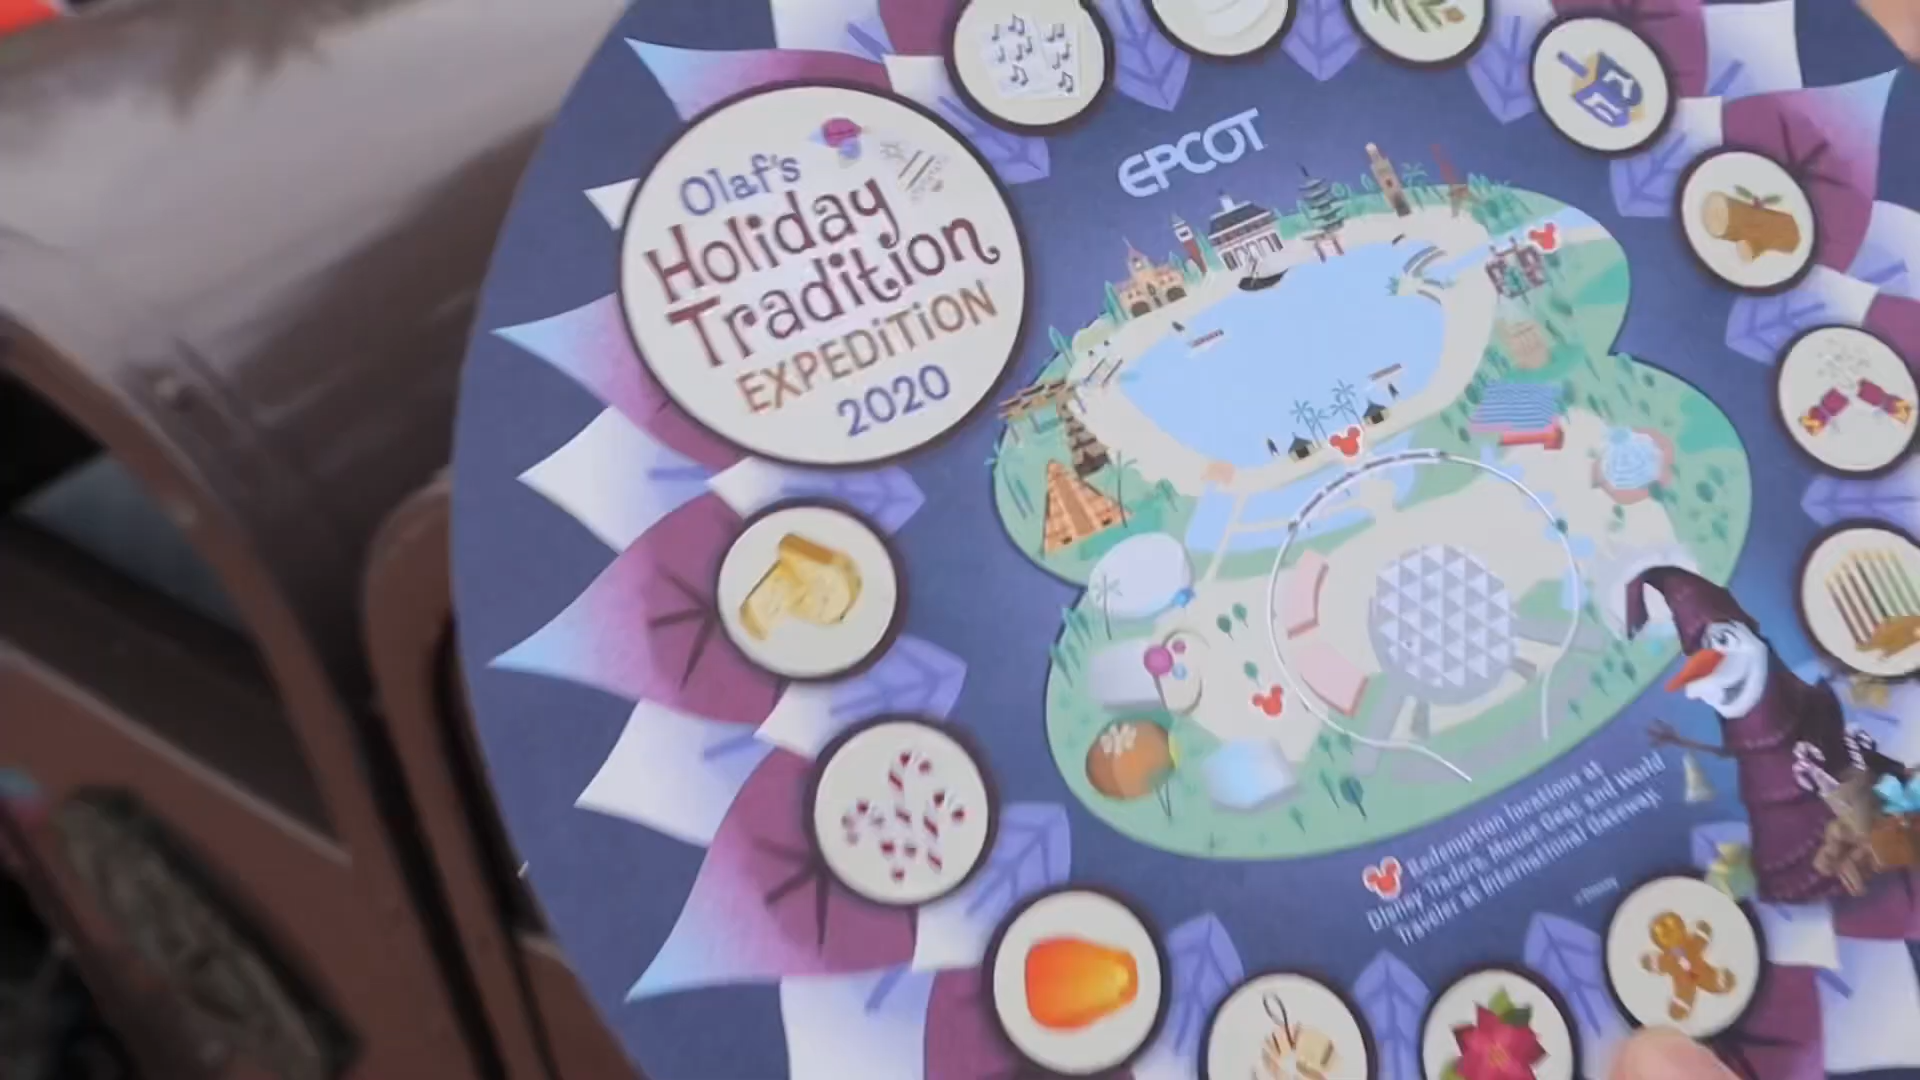 Olaf's
Holiday
Tradition
EXPEDITION
2020
EPCOT
Redemption locations at
Disney Traders, Mouse Gear, and World
Traveler at International Gateway.
©Disney